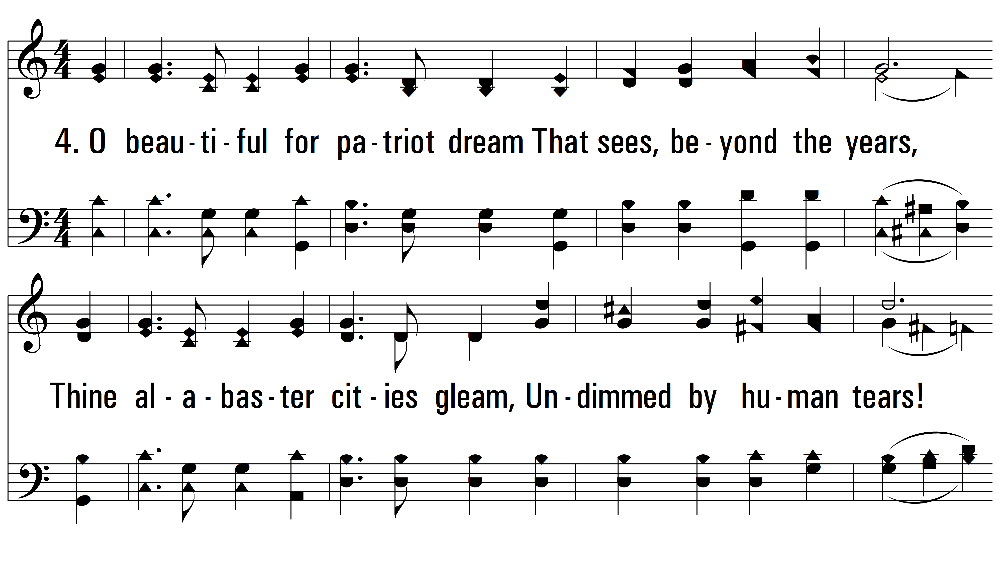 4. O beau - ti - ful for pa - triot dream That sees, be - yond the years,
Thine al - a - bas - ter cit - ies gleam, Un - dimmed by hu - man tears!